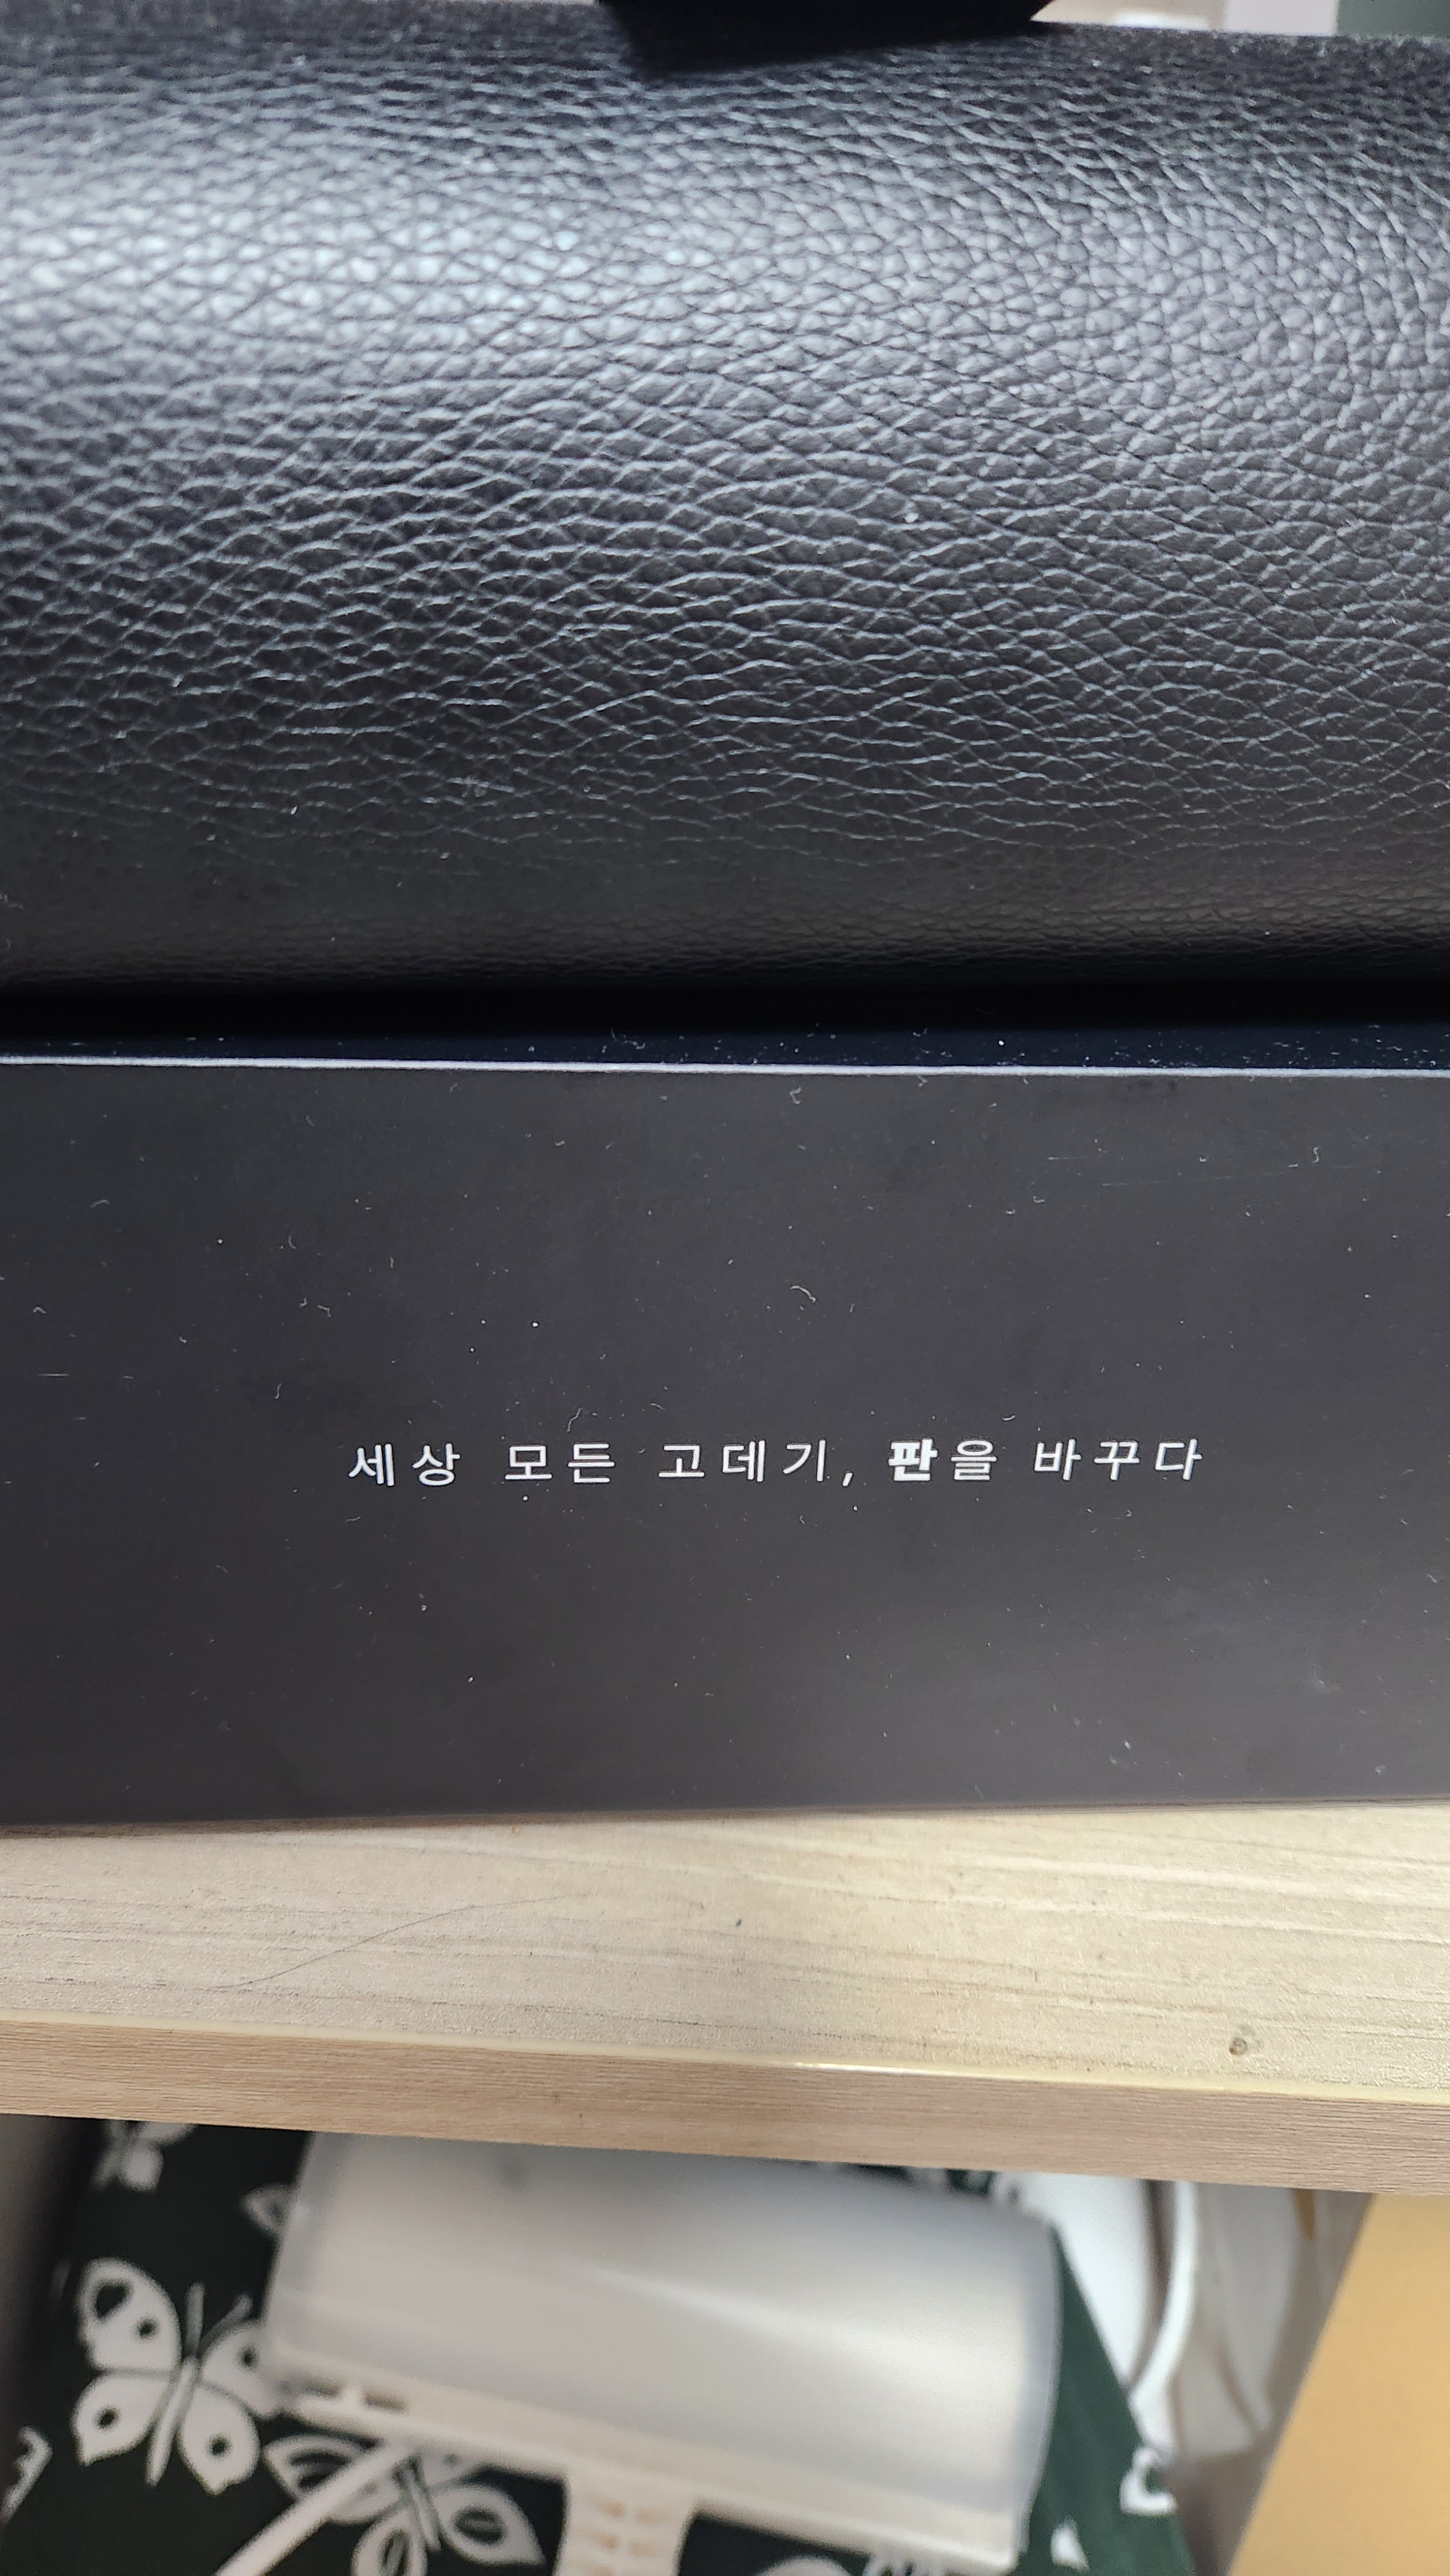 세상 모든 고데기, 판을 바꾸다